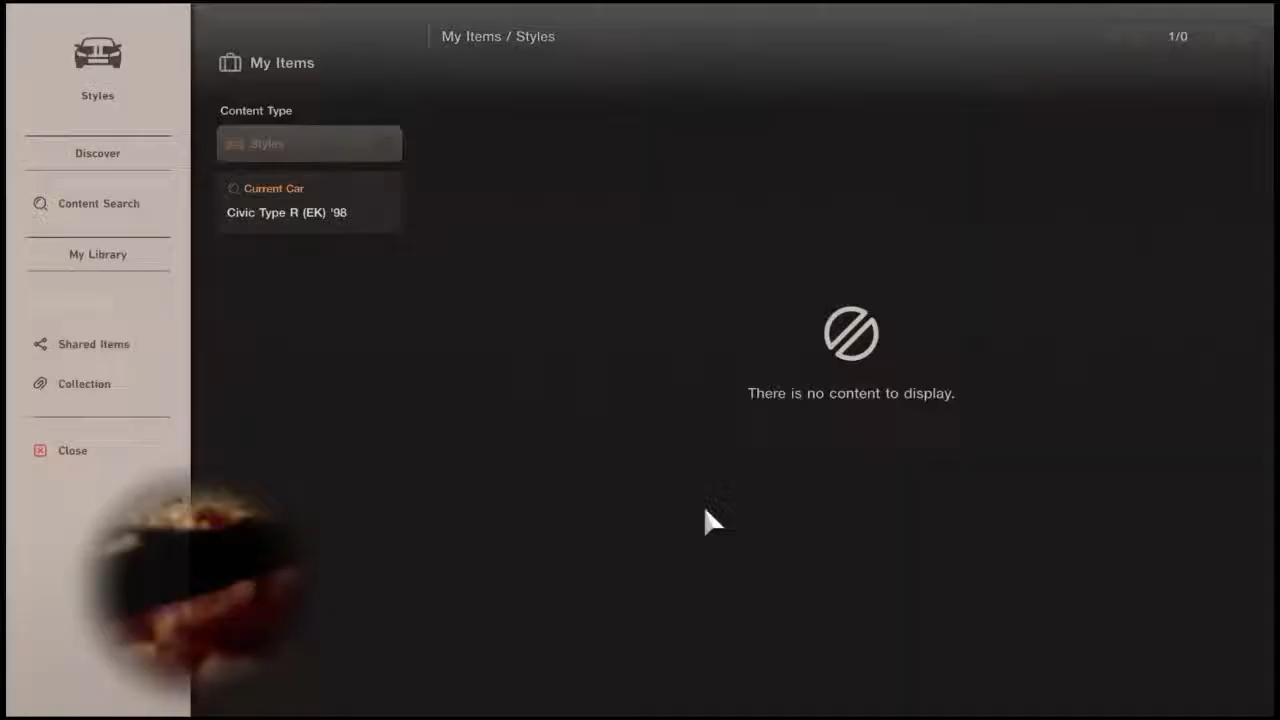 Styles
Discover
Content Search
My Library
Shared Items
Collection
Close
My Items
Content Type
Styles
Current Car
Civic Type R (EK) '98
My Items / Styles
1/0
There is no content to display.